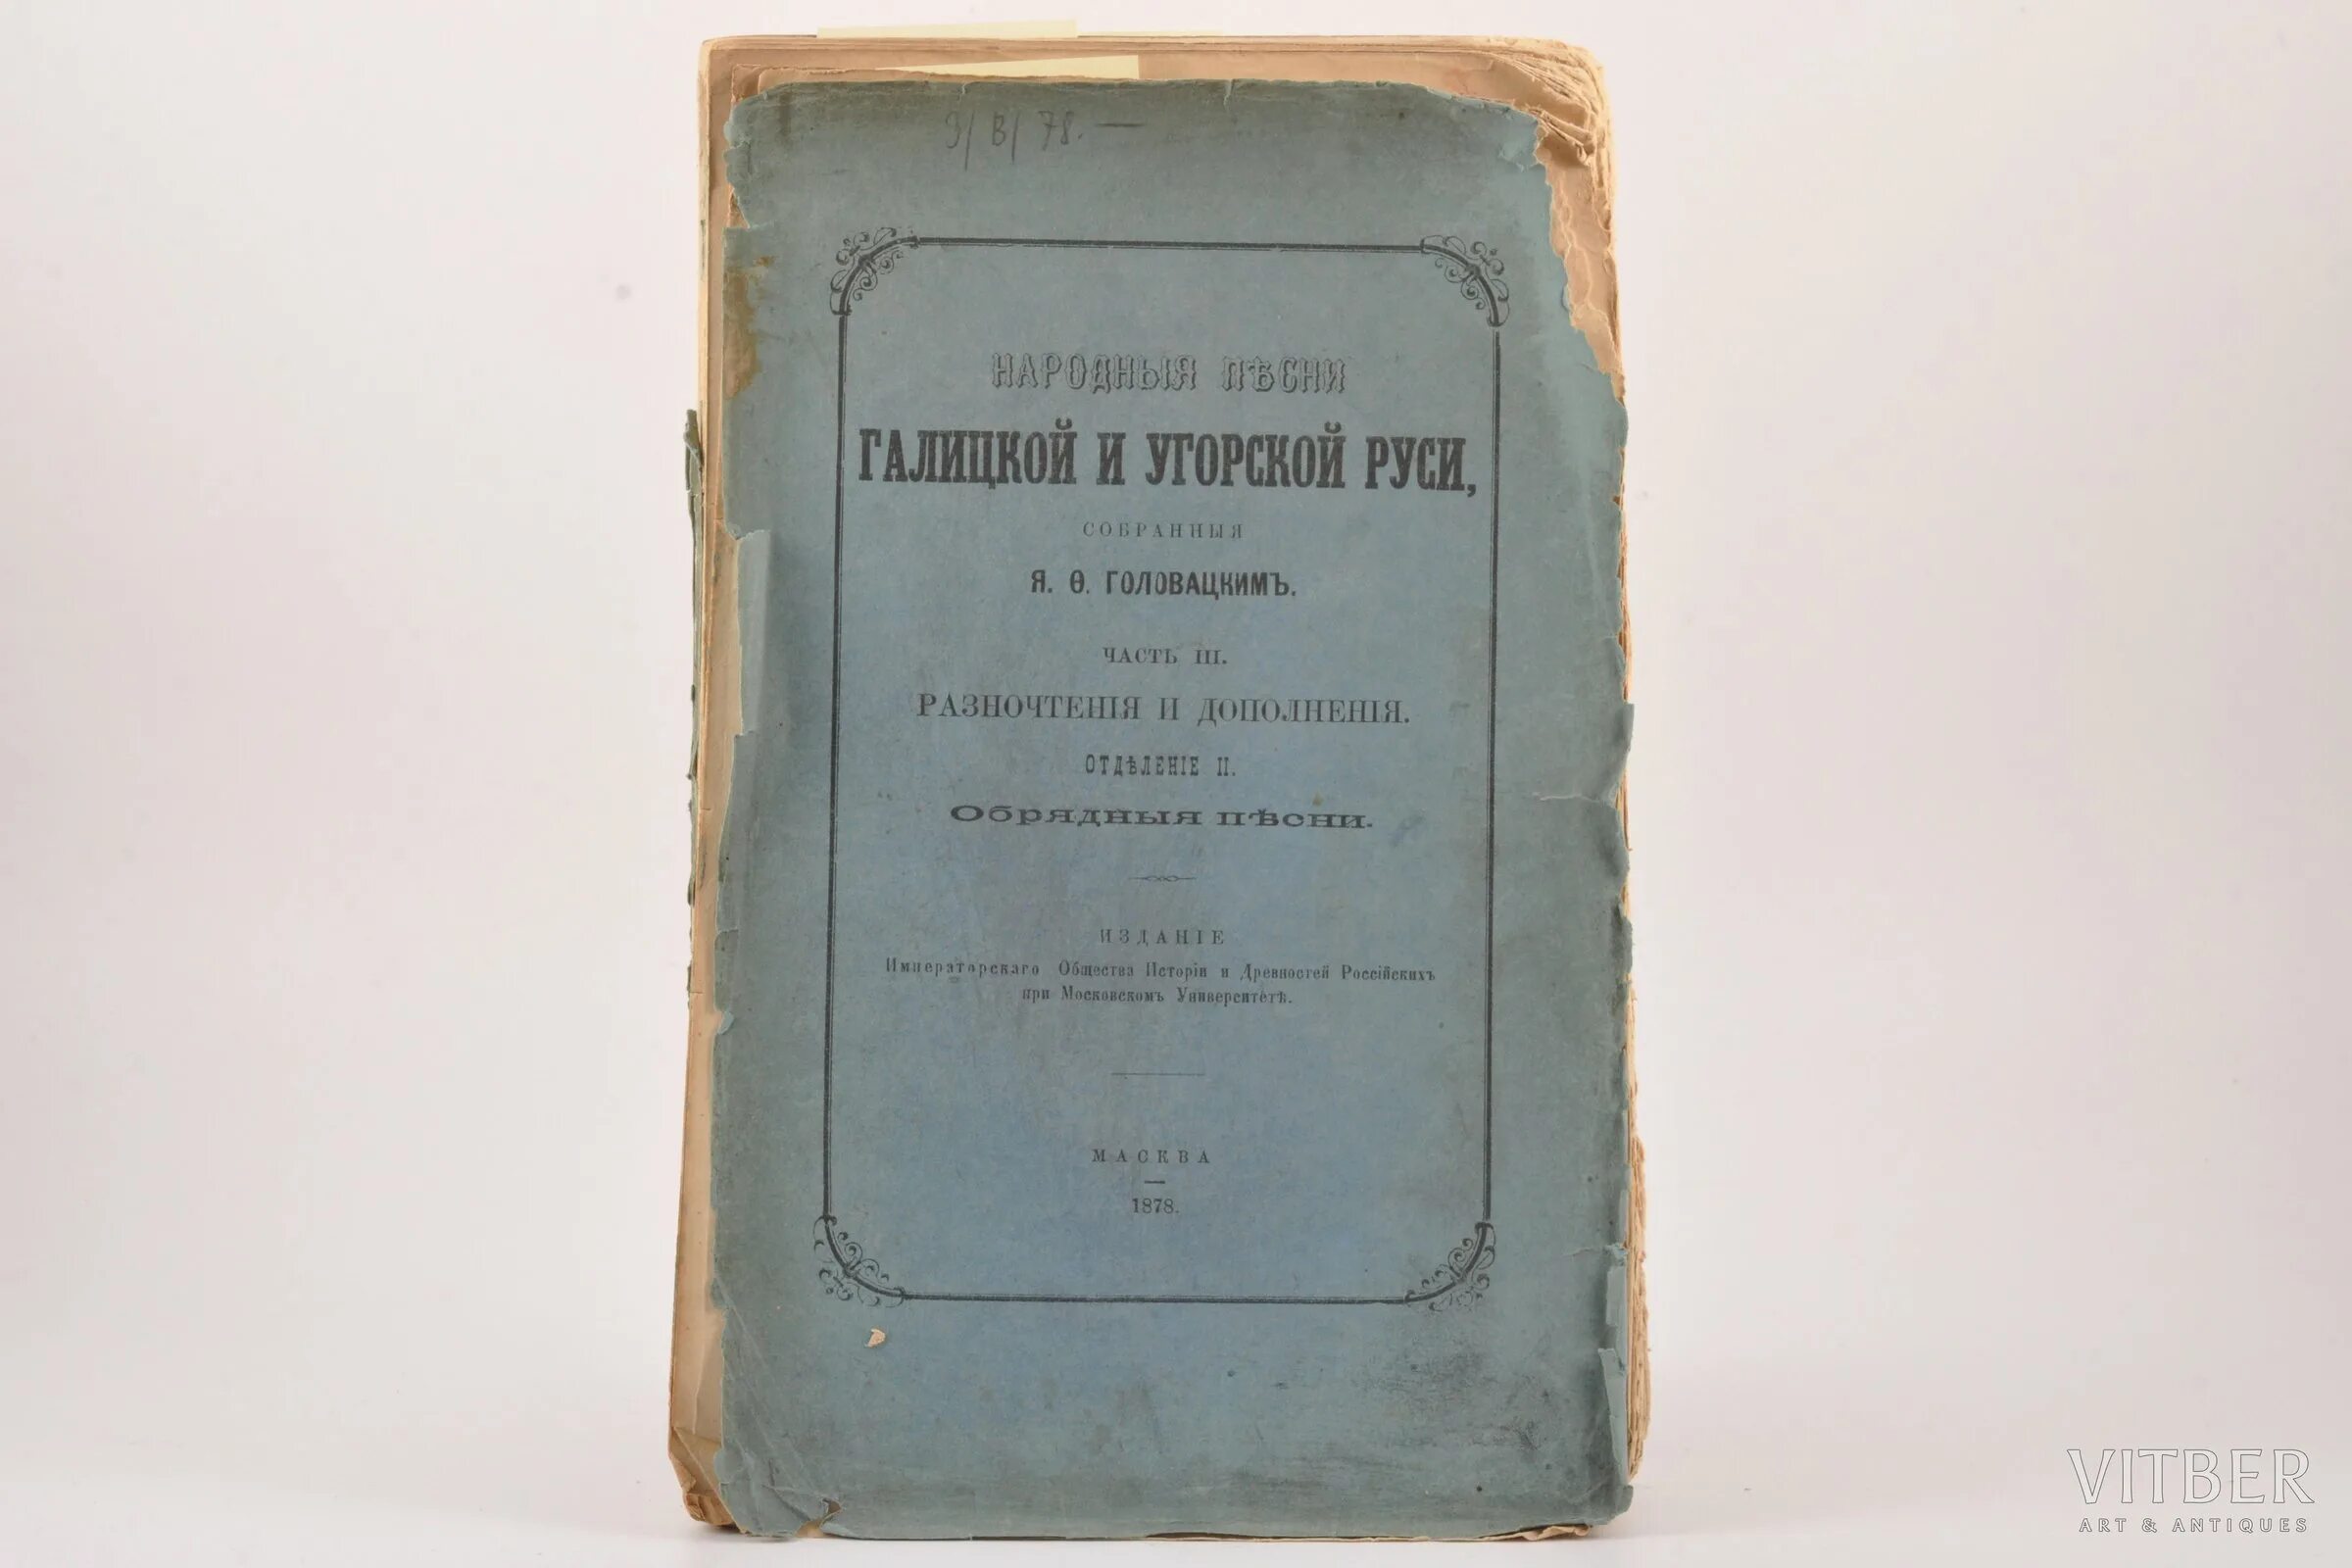 9/В/78.—
НАРОДНЫЯ ПѢСНИ
ГАЛИЦКОЙ И УГОРСКОЙ РУСИ,
СОБРАННЫЯ
Я. Ѳ. ГОЛОВАЦКИМЪ.
ЧАСТЬ III.
РАЗНОЧТЕНІЯ И ДОПОЛНЕНІЯ.
ОТДѢЛЕНІЕ II.
Обрядныя пѣсни.
ИЗДАНІЕ
Императорскаго Общества Исторіи и Древностей Россійскихъ
при Московскомъ Университетѣ.
МАСКВА
1878.
VITBER
ART & ANTIQUES